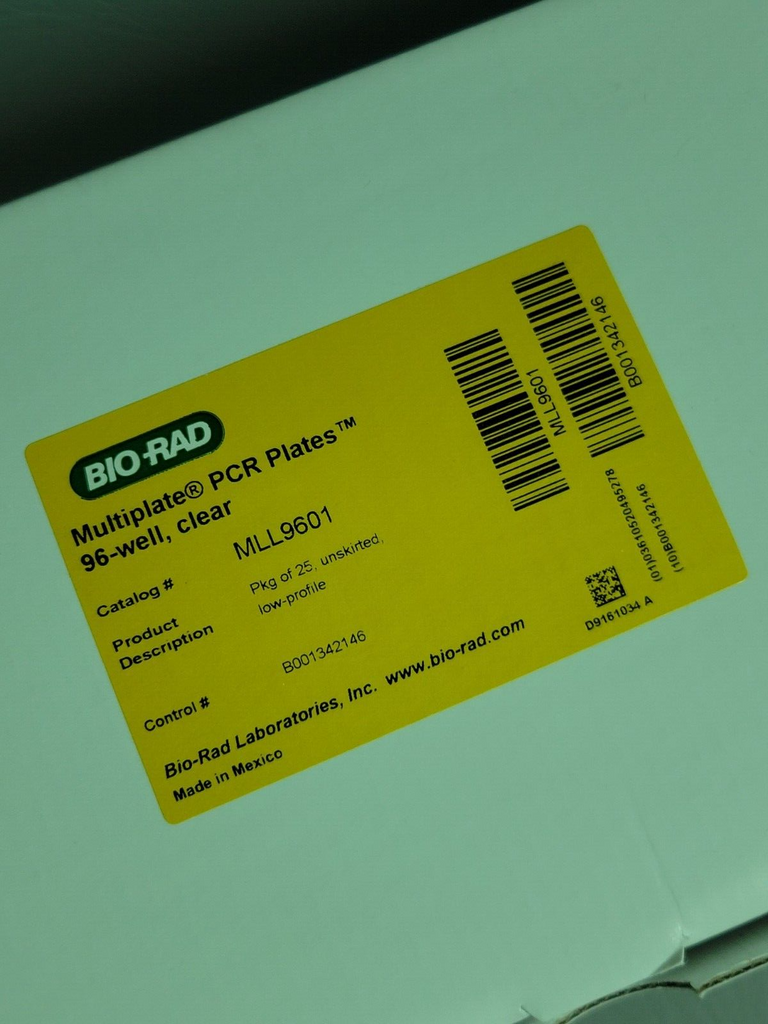 BIO-RAD
Multiplate® PCR Plates™
96-well, clear
Catalog # MLL9601
Product Description Pkg of 25, unskirted, low-profile
Control # B001342146
Bio-Rad Laboratories, Inc. www.bio-rad.com
Made in Mexico
MLL9601
B001342146
(01)03610520495278
(10)B001342146
D9161034 A